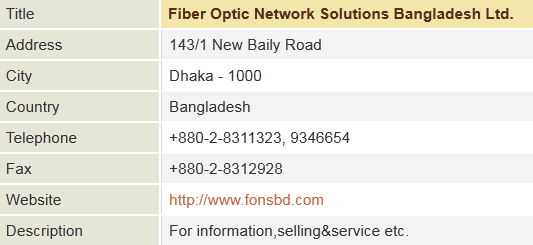 Title Fiber Optic Network Solutions Bangladesh Ltd.
Address 143/1 New Baily Road
City Dhaka - 1000
Country Bangladesh
Telephone +880-2-8311323, 9346654
Fax +880-2-8312928
Website http://www.fonsbd.com
Description For information,selling&service etc.